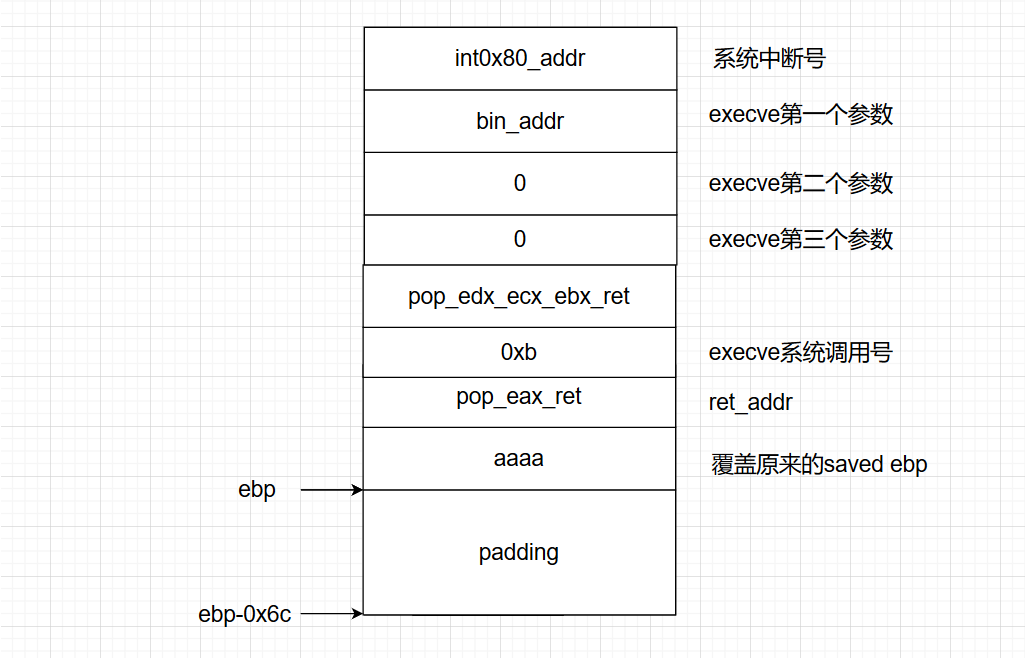 int0x80_addr
系统中断号
bin_addr
execve第一个参数
0
execve第二个参数
0
execve第三个参数
pop_edx_ecx_ebx_ret
0xb
execve系统调用号
pop_eax_ret
ret_addr
aaaa
覆盖原来的saved ebp
ebp
padding
ebp-0x6c